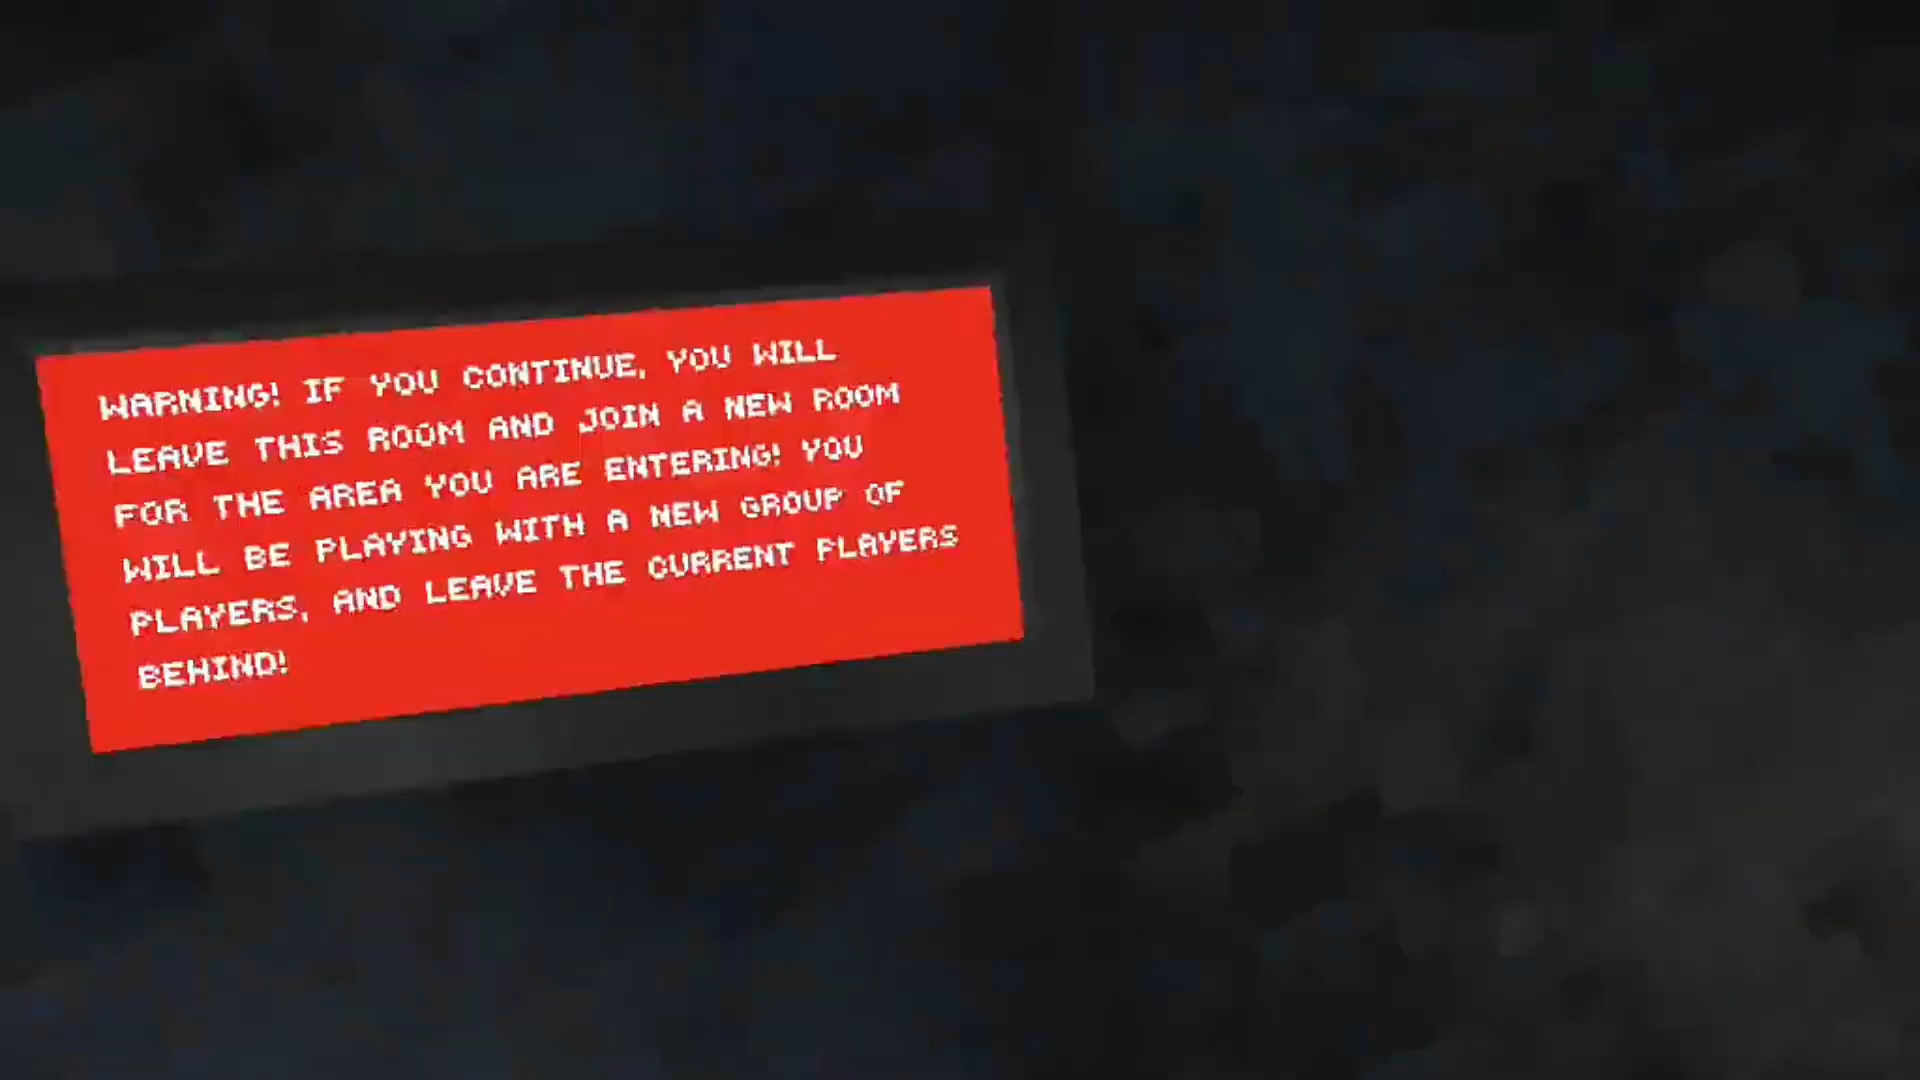 WARNING! IF YOU CONTINUE, YOU WILL
LEAVE THIS ROOM AND JOIN A NEW ROOM
FOR THE AREA YOU ARE ENTERING! YOU
WILL BE PLAYING WITH A NEW GROUP OF
PLAYERS, AND LEAVE THE CURRENT PLAYERS
BEHIND!